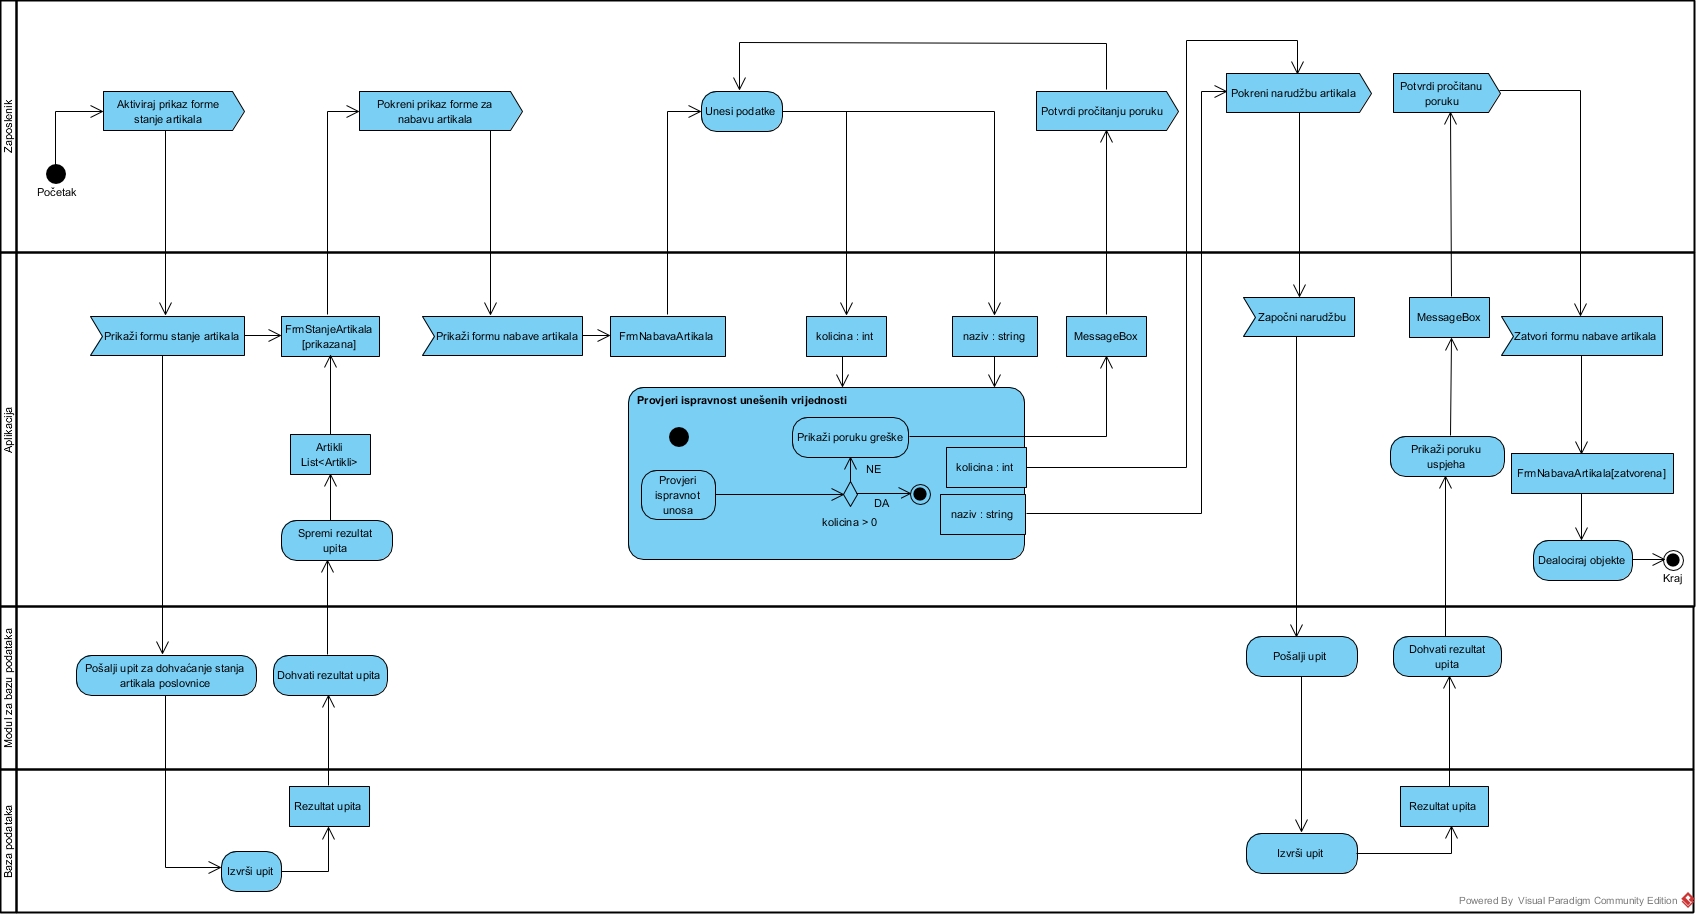 Zaposlenik
Početak
Aktiviraj prikaz forme
stanje artikala
Pokreni prikaz forme za
nabavu artikala
Unesi podatke
Potvrdi pročitanju poruku
Pokreni narudžbu artikala
Potvrdi pročitanu
poruku
Aplikacija
Prikaži formu stanje artikala
FrmStanjeArtikala
[prikazana]
Prikaži formu nabave artikala
FrmNabavaArtikala
kolicina : int
naziv : string
MessageBox
Započni narudžbu
MessageBox
Zatvori formu nabave artikala
Artikli
List<Artikli>
Spremi rezultat
upita
Provjeri ispravnost unešenih vrijednosti
Prikaži poruku greške
NE
Provjeri
ispravnot
unosa
DA
kolicina > 0
kolicina : int
naziv : string
Prikaži poruku
uspjeha
FrmNabavaArtikala[zatvorena]
Dealociraj objekte
Kraj
Modul za bazu podataka
Pošalji upit za dohvaćanje stanja
artikala poslovnice
Dohvati rezultat upita
Pošalji upit
Dohvati rezultat
upita
Baza podataka
Rezultat upita
Izvrši upit
Rezultat upita
Izvrši upit
Powered By Visual Paradigm Community Edition